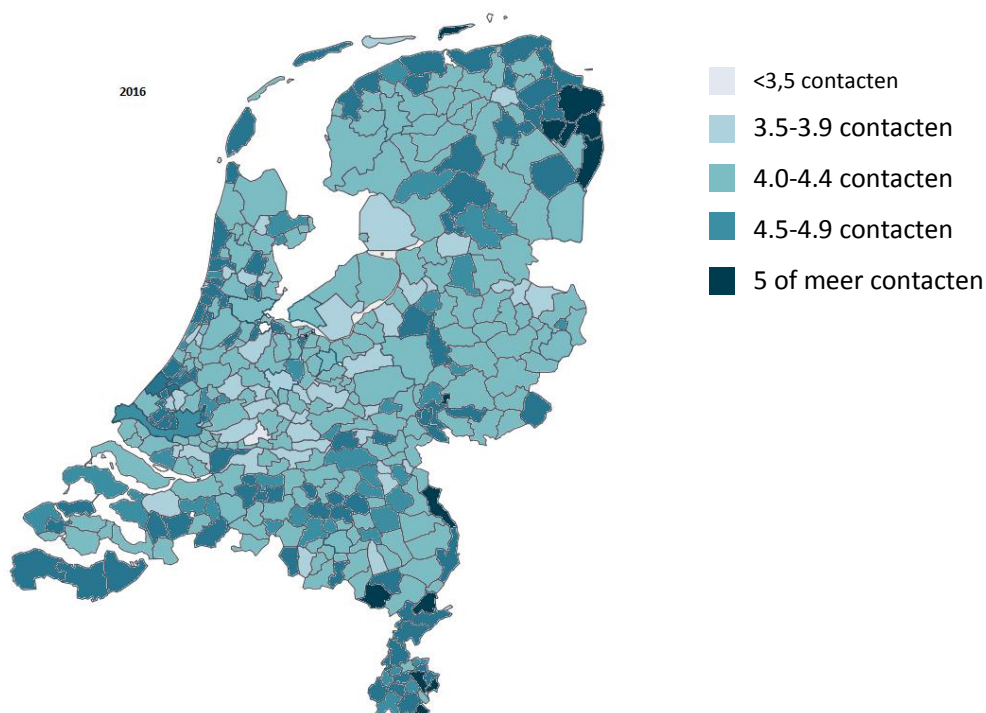 2016
<3,5 contacten
3.5-3.9 contacten
4.0-4.4 contacten
4.5-4.9 contacten
5 of meer contacten